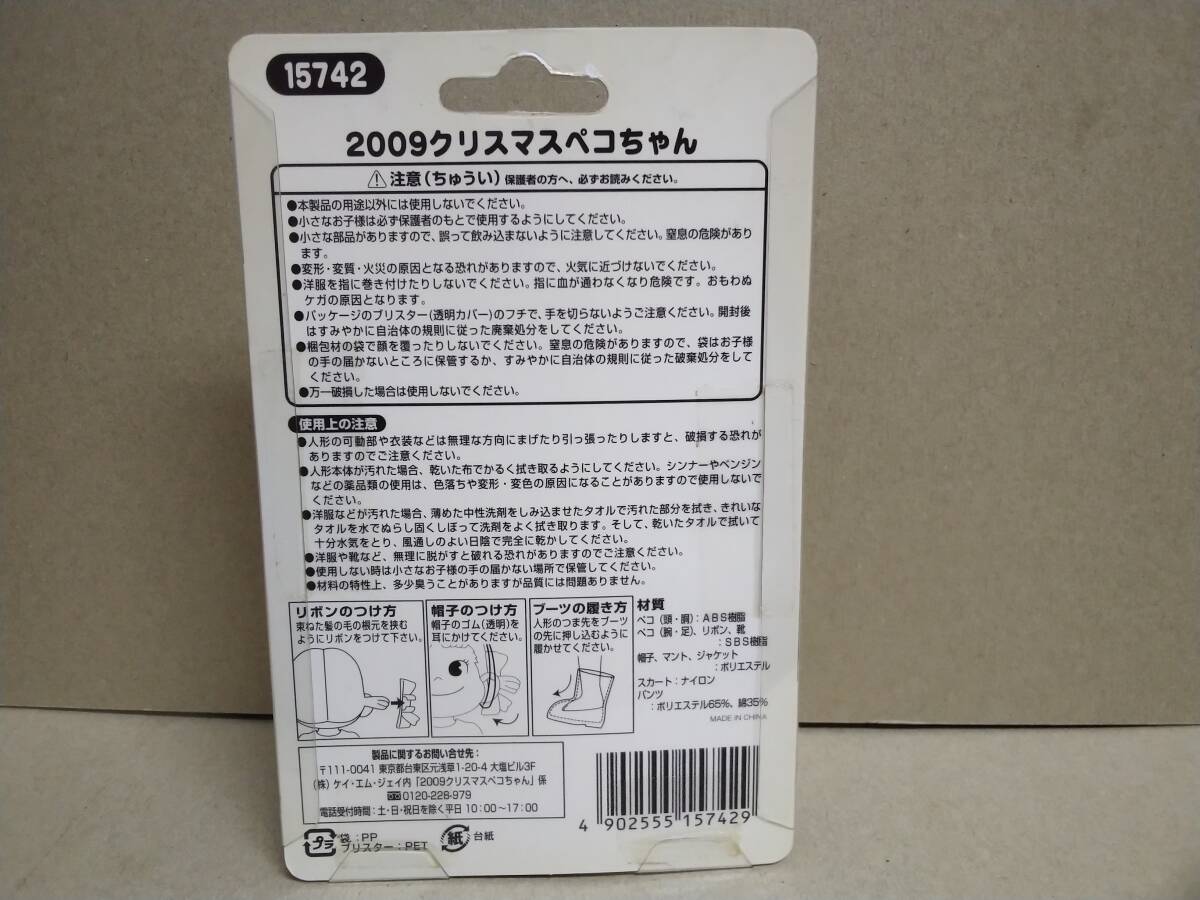 15742
2009クリスマスペコちゃん
⚠注意(ちゅうい) 保護者の方へ、必ずお読みください。
●本製品の用途以外には使用しないでください。
●小さなお子様は必ず保護者のもとで使用するようにしてください。
●小さな部品がありますので、誤って飲み込まないように注意してください。窒息の危険があり
ます。
●変形・変質・火災の原因となる恐れがありますので、火気に近づけないでください。
●洋服を指に巻き付けたりしないでください。指に血が通わなくなり危険です。おもわぬ
ケガの原因となります。
●パッケージのブリスター(透明カバー)のフチで、手を切らないようご注意ください。開封後
はすみやかに自治体の規則に従った廃棄処分をしてください。
●梱包材の袋で顔を覆ったりしないでください。窒息の危険がありますので、袋はお子様
の手の届かないところに保管するか、すみやかに自治体の規則に従った破棄処分をして
ください。
●万一破損した場合は使用しないでください。
使用上の注意
●人形の可動部や衣装などは無理な方向にまげたり引っ張ったりしますと、破損する恐れが
ありますのでご注意ください。
●人形本体が汚れた場合、乾いた布でかるく拭き取るようにしてください。シンナーやベンジン
などの薬品類の使用は、色落ちや変形・変色の原因になることがありますので使用しないで
ください。
●洋服などが汚れた場合、薄めた中性洗剤をしみ込ませたタオルで汚れた部分を拭き、きれいな
タオルを水でぬらし固くしぼって洗剤をよく拭き取ります。そして、乾いたタオルで拭いて
十分水気をとり、風通しのよい日陰で完全に乾かしてください。
●洋服や靴など、無理に脱がすと破れる恐れがありますのでご注意ください。
●使用しない時は小さなお子様の手の届かない場所で保管してください。
●材料の特性上、多少臭うことがありますが品質には問題ありません。
リボンのつけ方
束ねた髪の毛の根元を挟む
ようにリボンをつけて下さい。
帽子のつけ方
帽子のゴム(透明)を
耳にかけてください。
ブーツの履き方
人形のつま先をブーツ
の先に押し込むように
履かせてください。
材質
ペコ(頭・胴):ABS樹脂
ペコ(腕・足)、リボン、靴
:SBS樹脂
帽子、マント、ジャケット
:ポリエステル
スカート:ナイロン
パンツ
:ポリエステル65%、綿35%
MADE IN CHINA
製品に関するお問い合せ先:
〒111-0041 東京都台東区元浅草1-20-4 大塩ビル3F
(株)ケイ・エム・ジェイ内「2009クリスマスペコちゃん」係
0120-228-979
電話受付時間:土・日・祝日を除く平日 10:00〜17:00
4 902555 157429
プラ
袋:PP
ブリスター:PET
紙
台紙